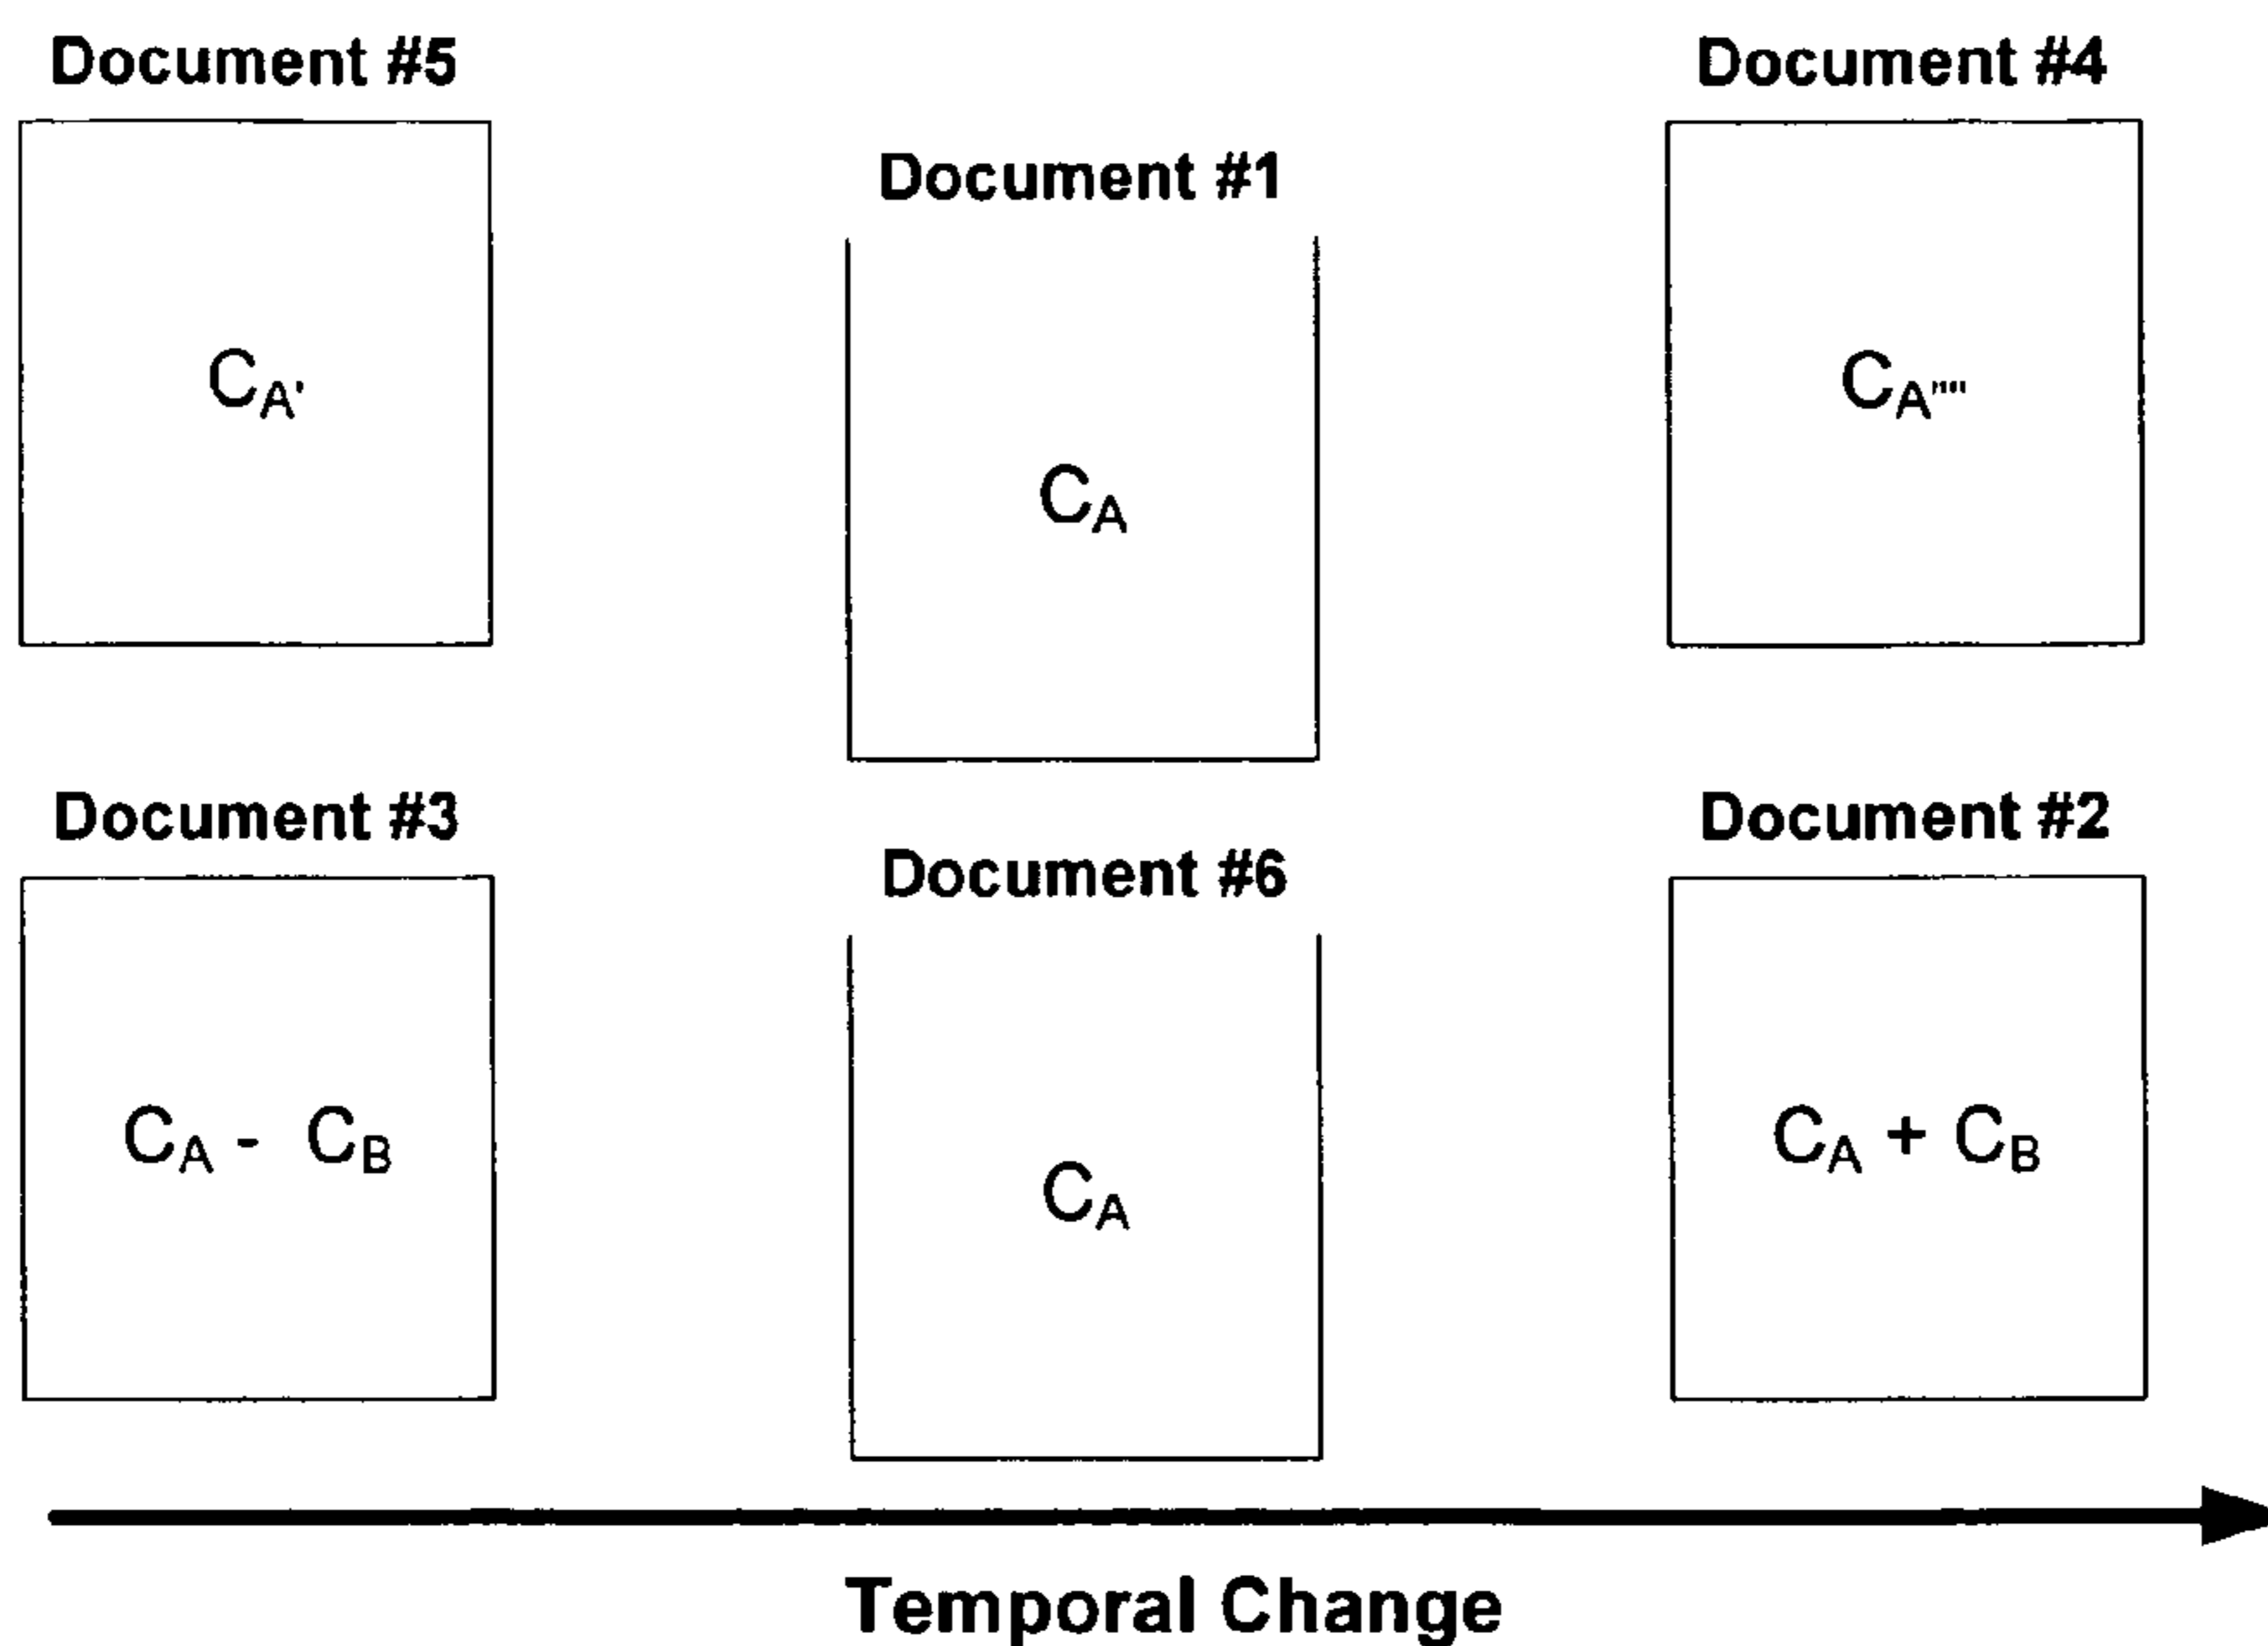 Document #5
Document #4
Document #1
C_A'
C_A''''
C_A
Document #3
Document #2
Document #6
C_A - C_B
C_A + C_B
C_A
Temporal Change